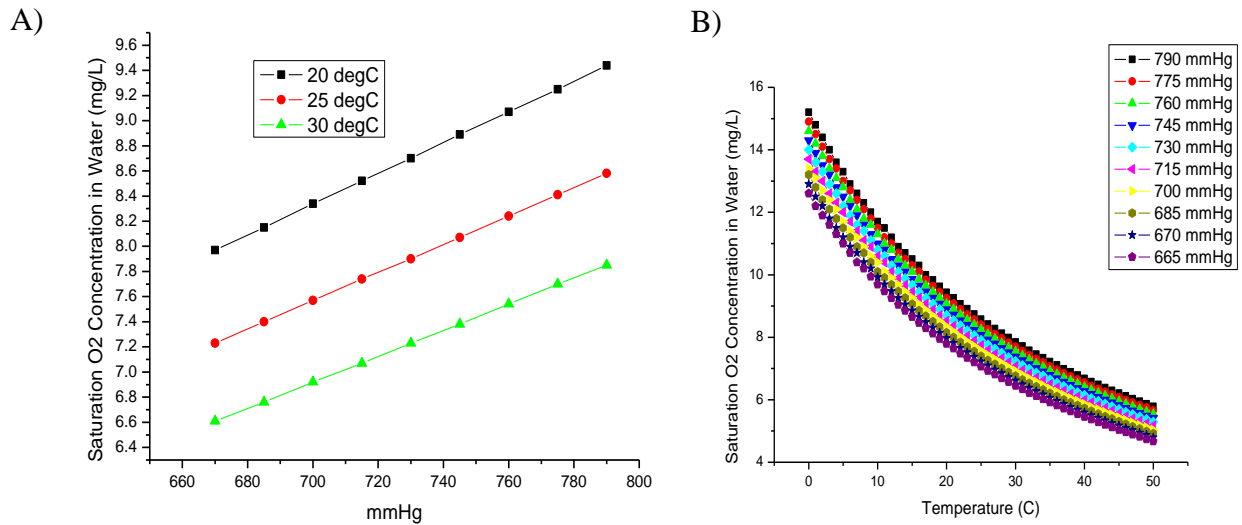 A)
Saturation O2 Concentration in Water (mg/L)
9.6
9.4
9.2
9.0
8.8
8.6
8.4
8.2
8.0
7.8
7.6
7.4
7.2
7.0
6.8
6.6
6.4
20 degC
25 degC
30 degC
660 680 700 720 740 760 780 800
mmHg
B)
Saturation O2 Concentration in Water (mg/L)
16
14
12
10
8
6
4
790 mmHg
775 mmHg
760 mmHg
745 mmHg
730 mmHg
715 mmHg
700 mmHg
685 mmHg
670 mmHg
665 mmHg
0 10 20 30 40 50
Temperature (C)